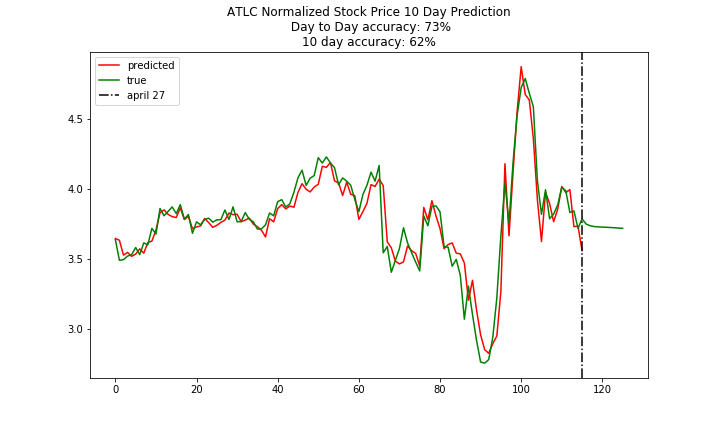 ATLC Normalized Stock Price 10 Day Prediction
Day to Day accuracy: 73%
10 day accuracy: 62%
predicted
true
april 27
4.5
4.0
3.5
3.0
0 20 40 60 80 100 120